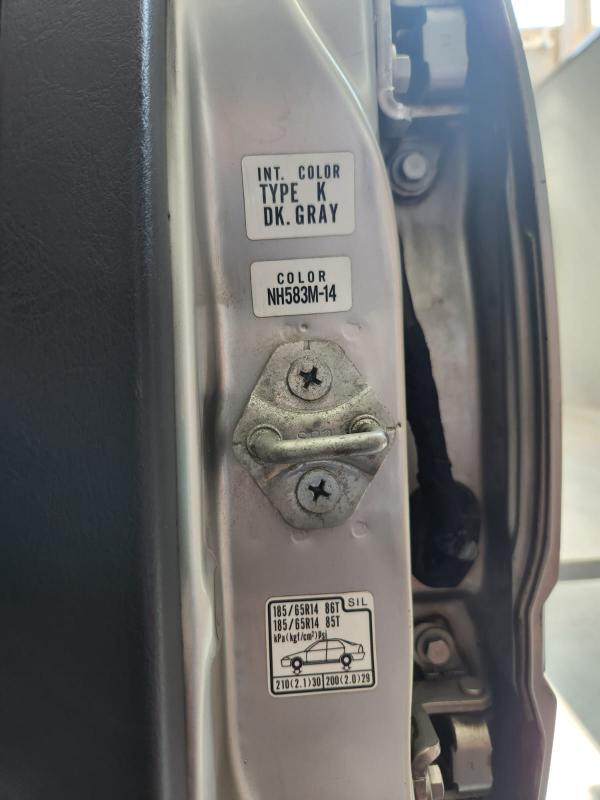 INT. COLOR
TYPE K
DK. GRAY
COLOR
NH583M-14
185/65R14 86T SIL
185/65R14 85T
kPa(kgf/cm²)Psi
210(2.1)30 200(2.0)29